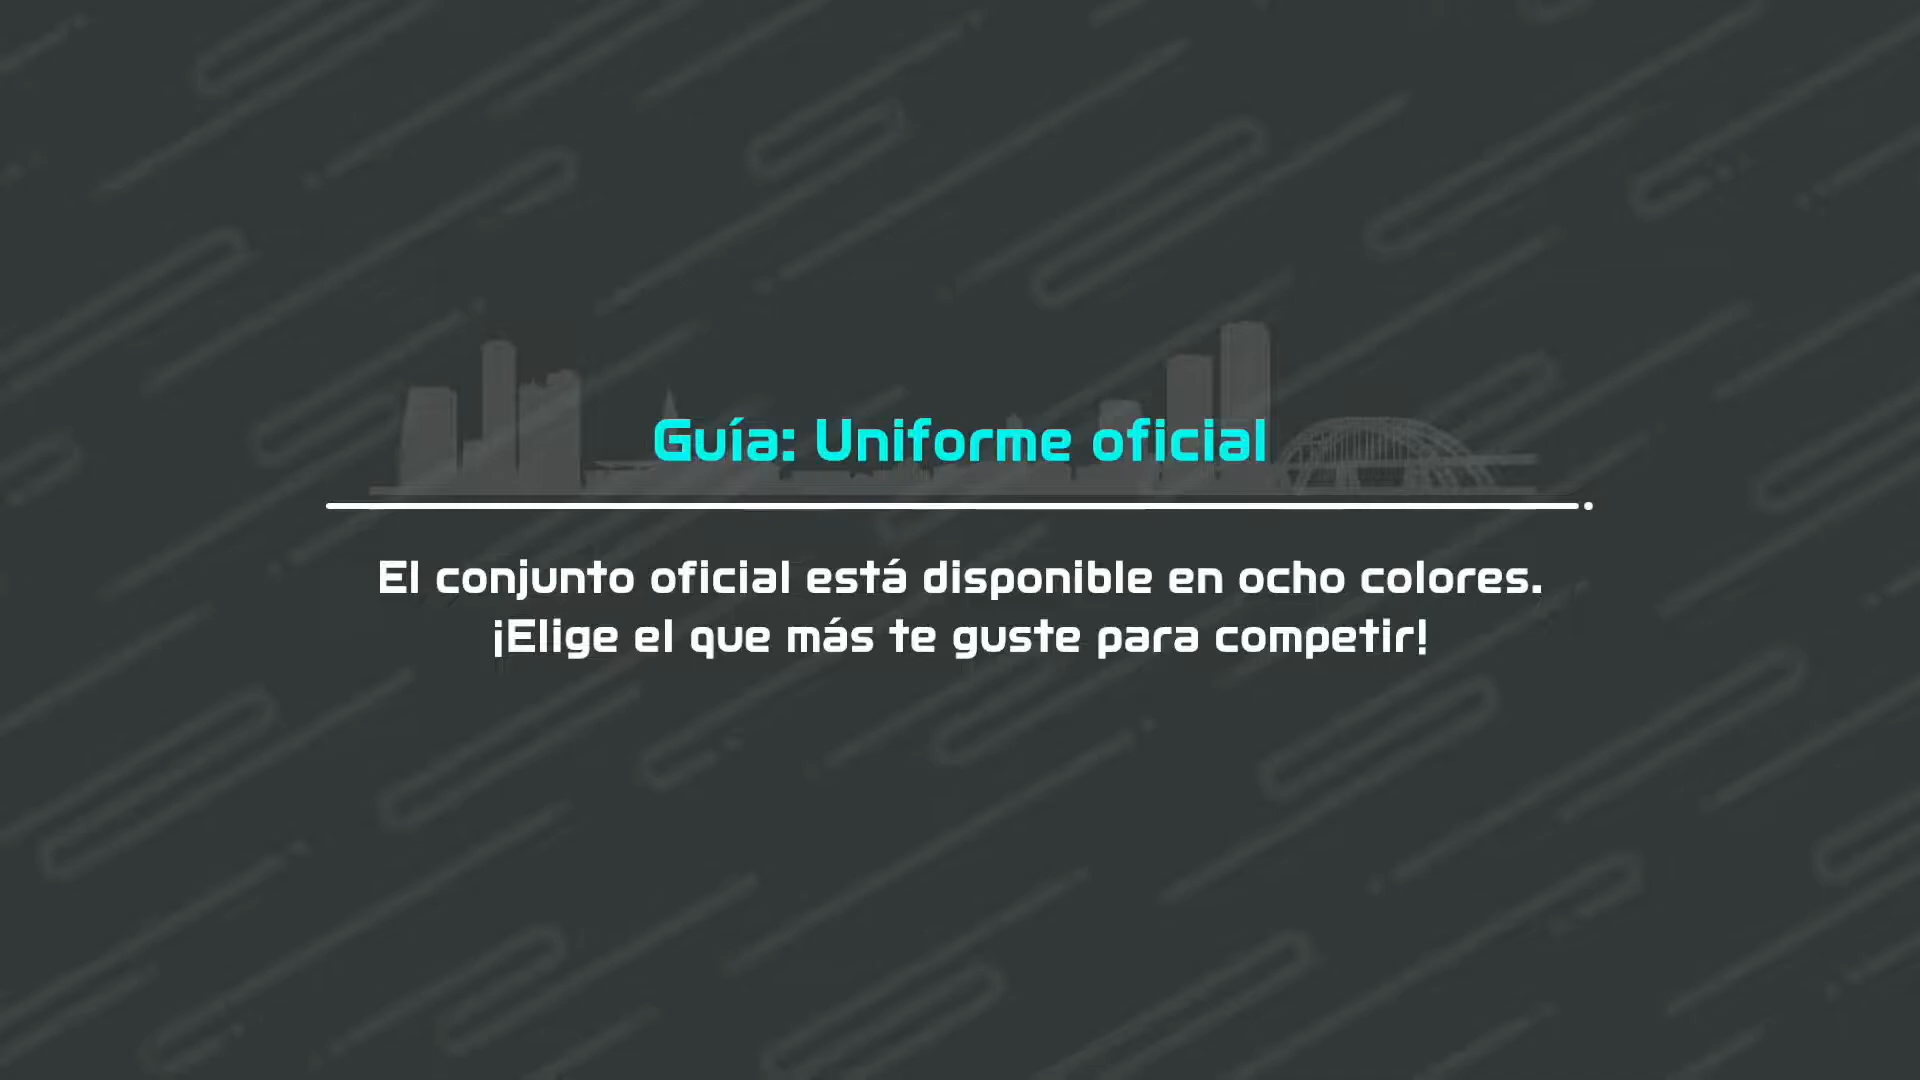 Guía: Uniforme oficial
El conjunto oficial está disponible en ocho colores.
¡Elige el que más te guste para competir!